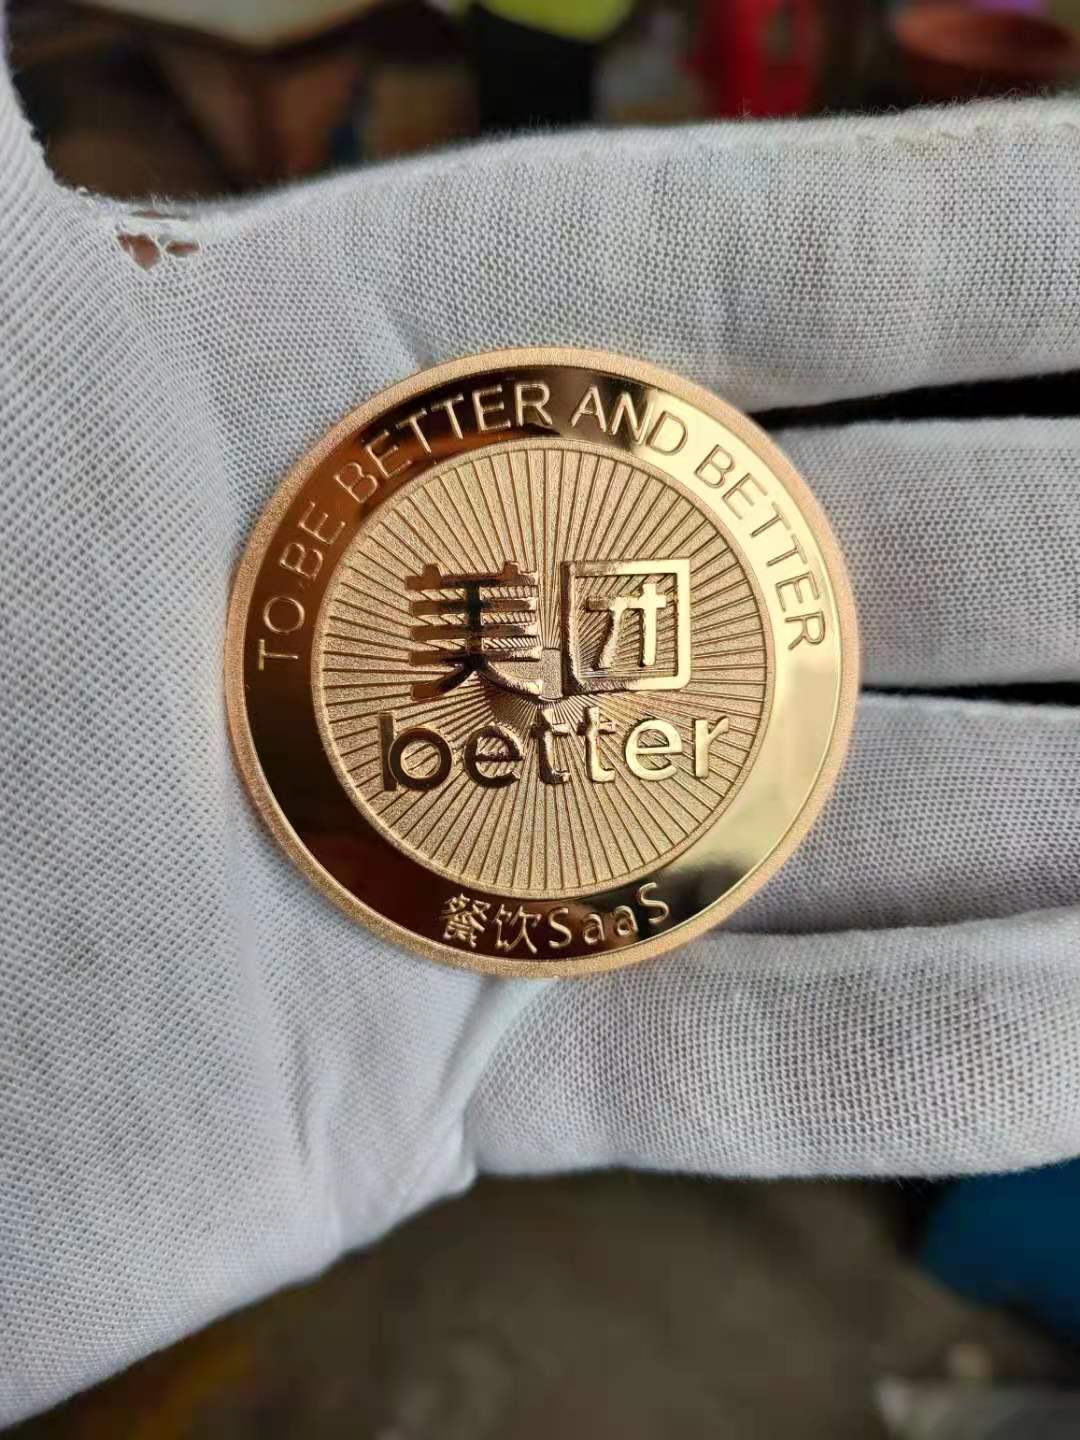 TO BE BETTER AND BETTER
美团
better
餐饮SaaS